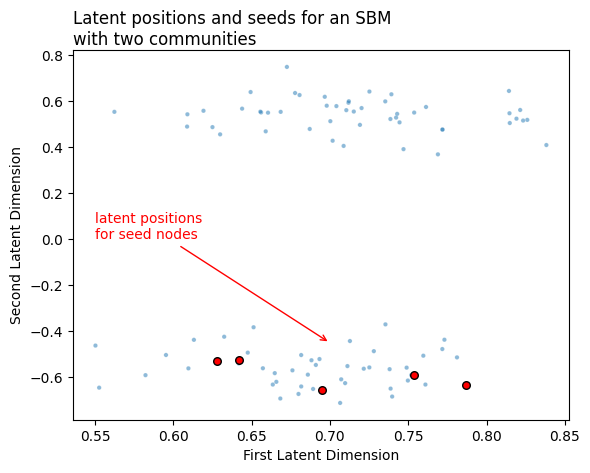 Latent positions and seeds for an SBM
with two communities
0.8
0.6
0.4
0.2
0.0
−0.2
−0.4
−0.6
Second Latent Dimension
latent positions
for seed nodes
0.55 0.60 0.65 0.70 0.75 0.80 0.85
First Latent Dimension